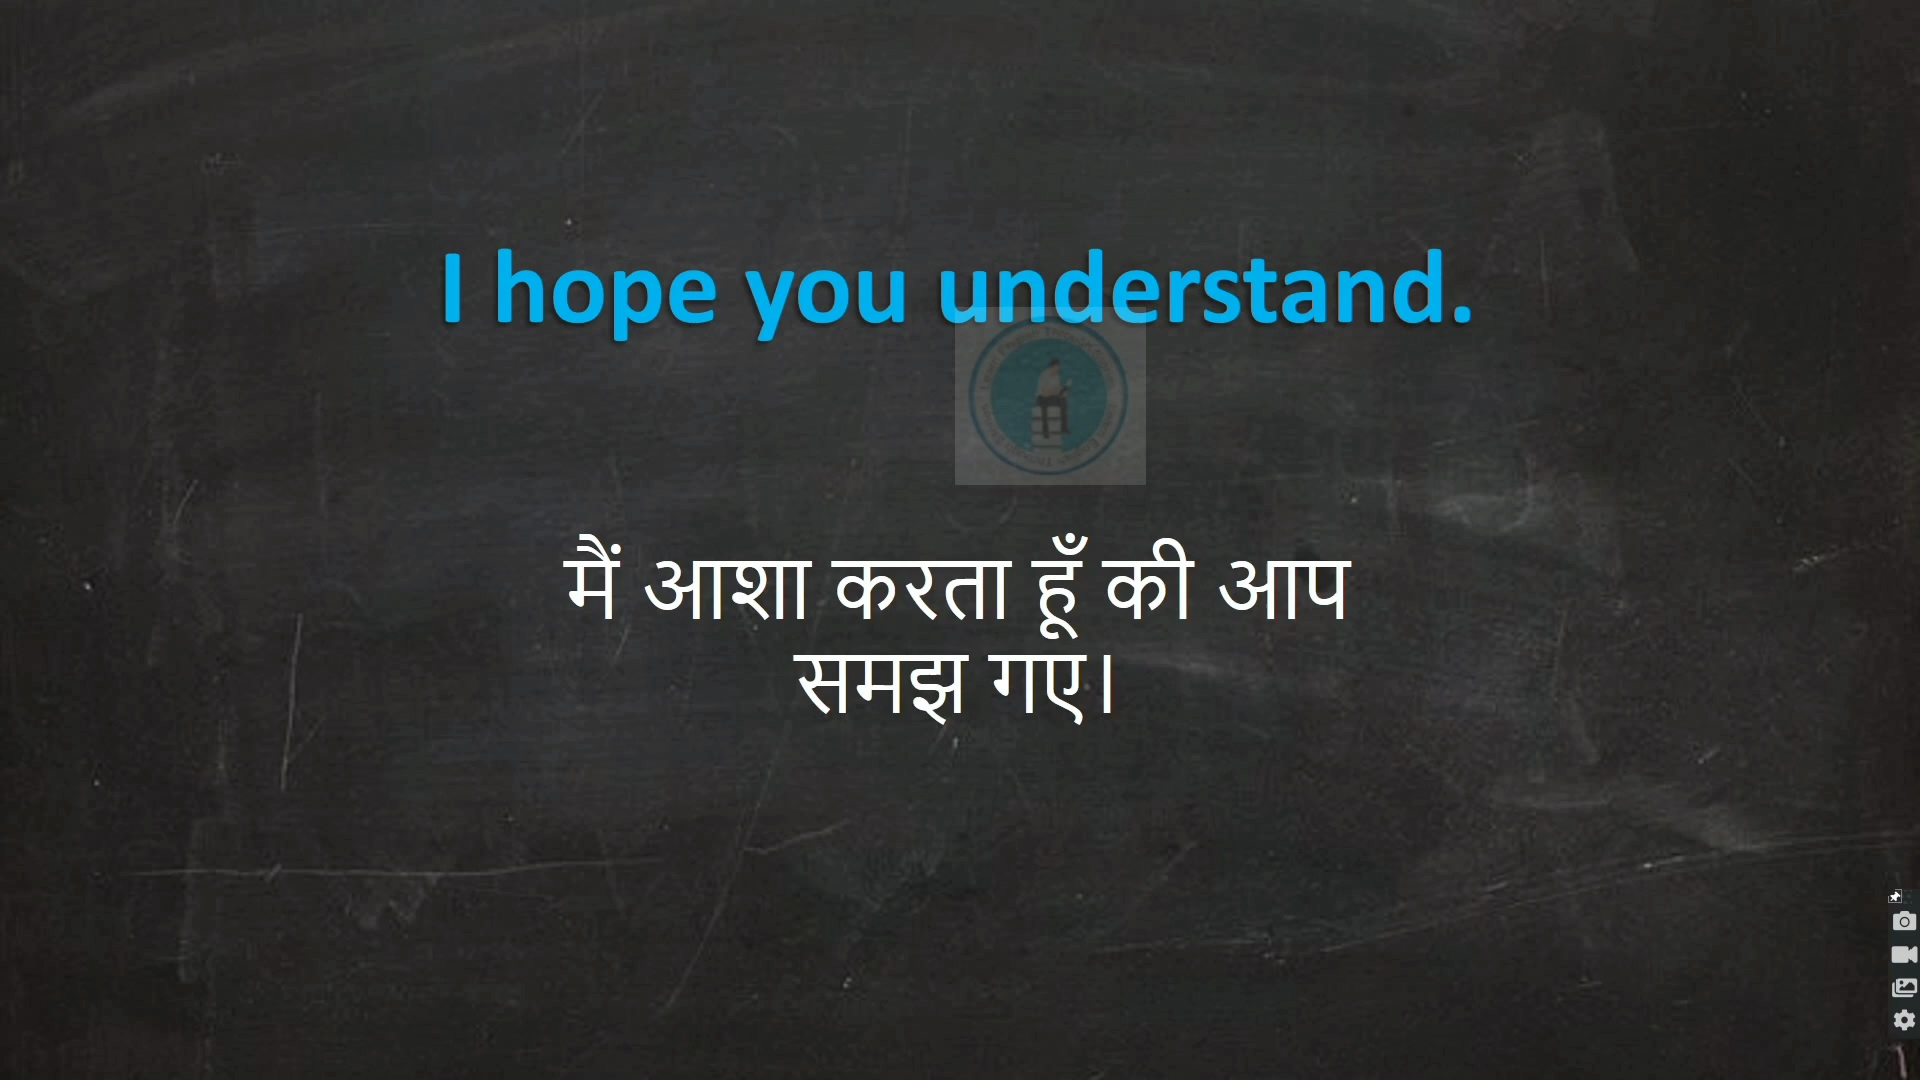 I hope you understand.
मैं आशा करता हूँ की आप
समझ गए।